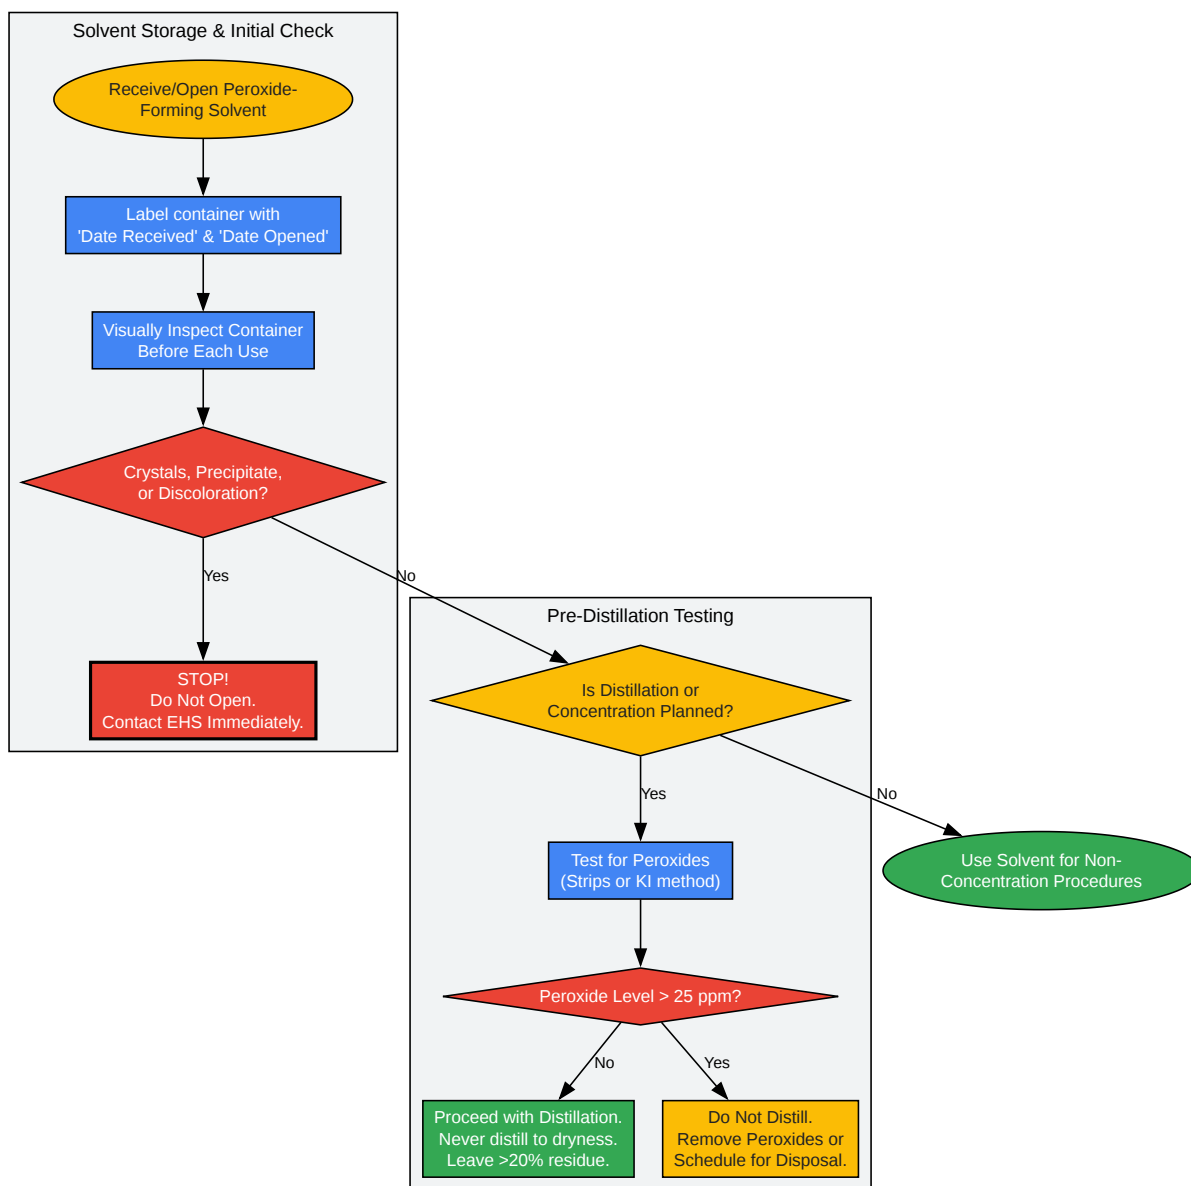 Solvent Storage & Initial Check
Receive/Open Peroxide-
Forming Solvent
Label container with
'Date Received' & 'Date Opened'
Visually Inspect Container
Before Each Use
Crystals, Precipitate,
or Discoloration?
Yes
No
STOP!
Do Not Open.
Contact EHS Immediately.
Pre-Distillation Testing
Is Distillation or
Concentration Planned?
Yes
No
Test for Peroxides
(Strips or KI method)
Use Solvent for Non-
Concentration Procedures
Peroxide Level > 25 ppm?
No
Yes
Proceed with Distillation.
Never distill to dryness.
Leave >20% residue.
Do Not Distill.
Remove Peroxides or
Schedule for Disposal.